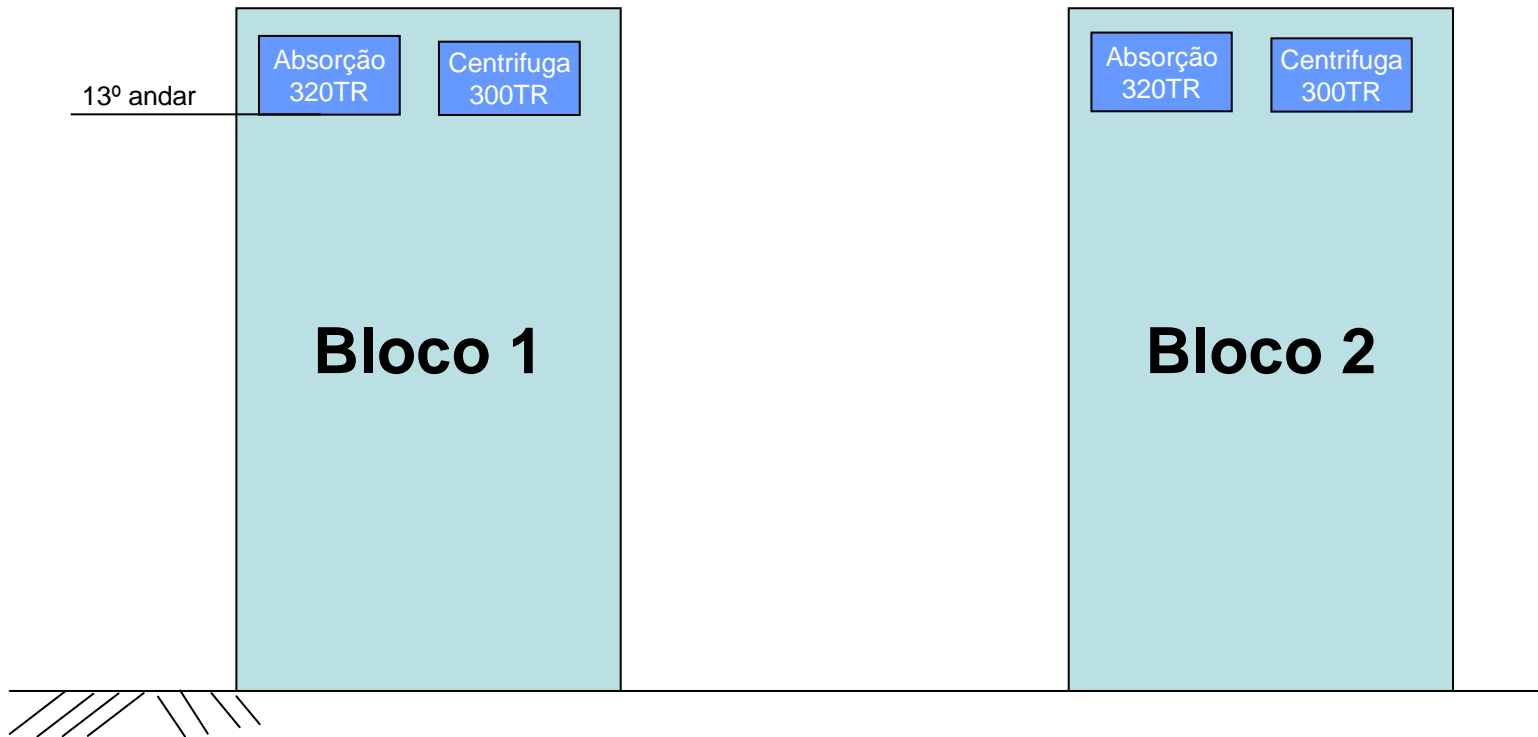 Absorção
320TR
Centrifuga
300TR
Absorção
320TR
Centrifuga
300TR
13º andar
Bloco 1
Bloco 2